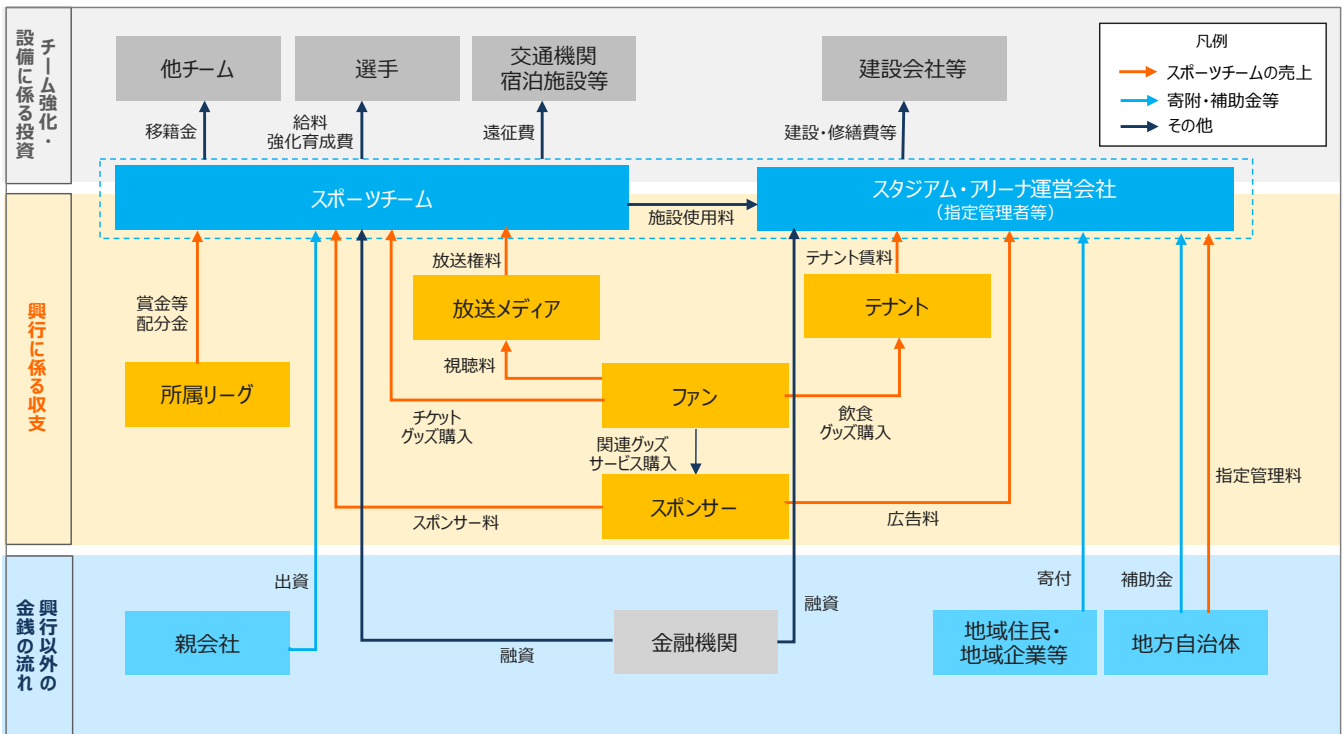 チーム強化・
設備に係る投資
他チーム
選手
交通機関
宿泊施設等
建設会社等
凡例
スポーツチームの売上
寄附・補助金等
その他
移籍金
給料
強化育成費
遠征費
建設・修繕費等
スポーツチーム
施設使用料
スタジアム・アリーナ運営会社
（指定管理者等）
興行に係る収支
放送権料
テナント賃料
賞金等
配分金
放送メディア
テナント
視聴料
所属リーグ
ファン
チケット
グッズ購入
飲食
グッズ購入
関連グッズ
サービス購入
スポンサー
スポンサー料
広告料
指定管理料
興行以外の
金銭の流れ
出資
融資
寄付
補助金
親会社
融資
金融機関
地域住民・
地域企業等
地方自治体